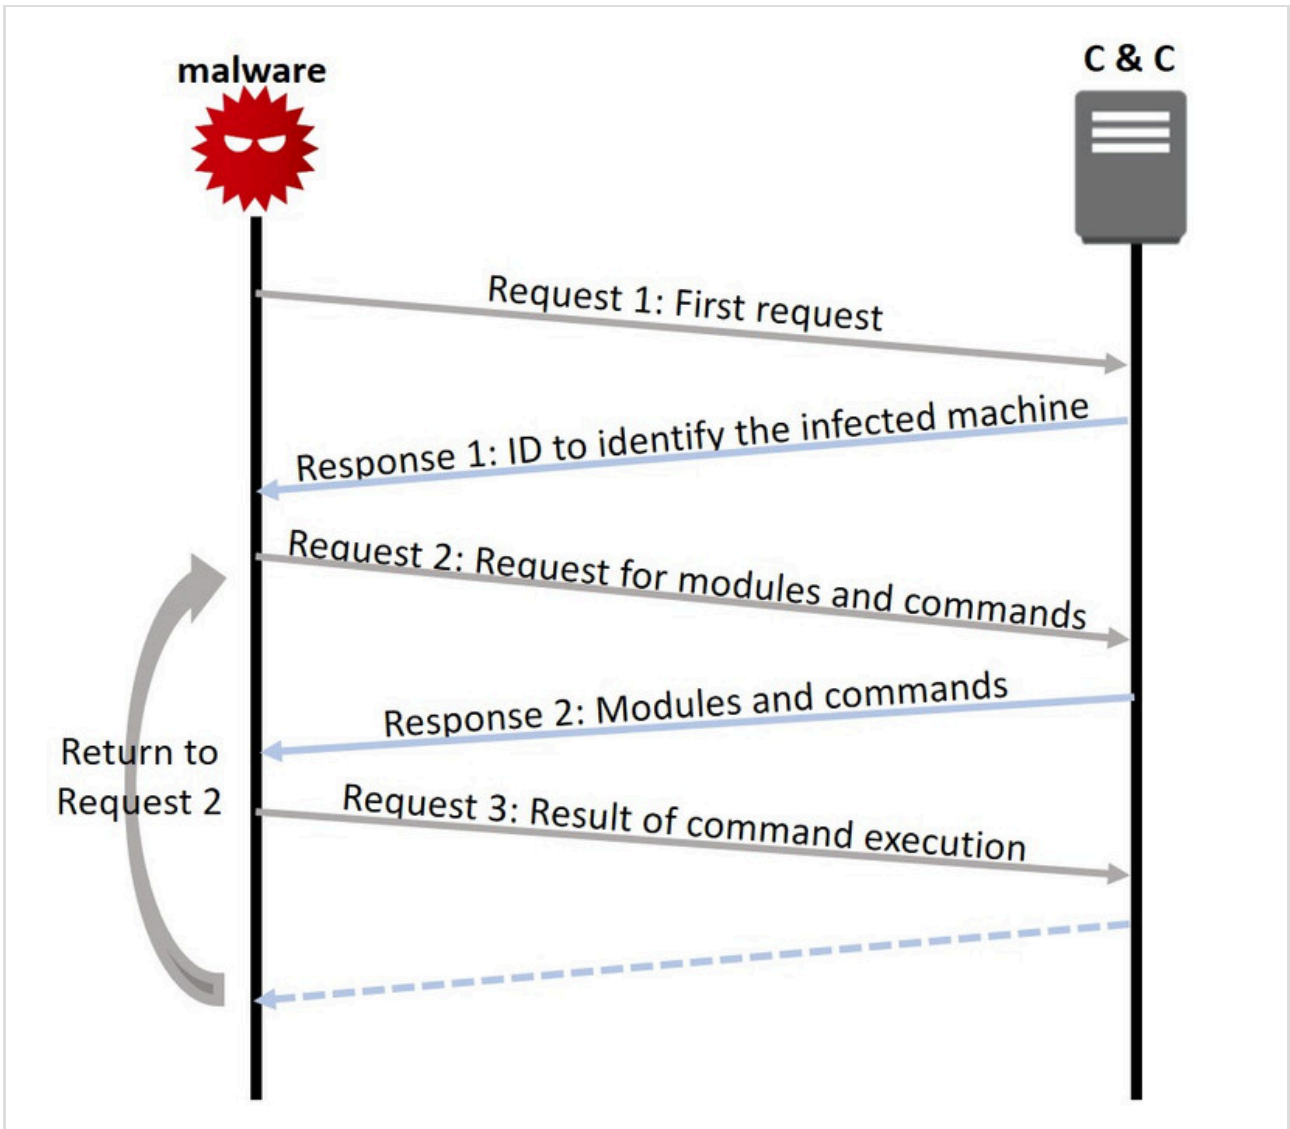 malware
C & C
Request 1: First request
Response 1: ID to identify the infected machine
Request 2: Request for modules and commands
Response 2: Modules and commands
Return to
Request 2
Request 3: Result of command execution